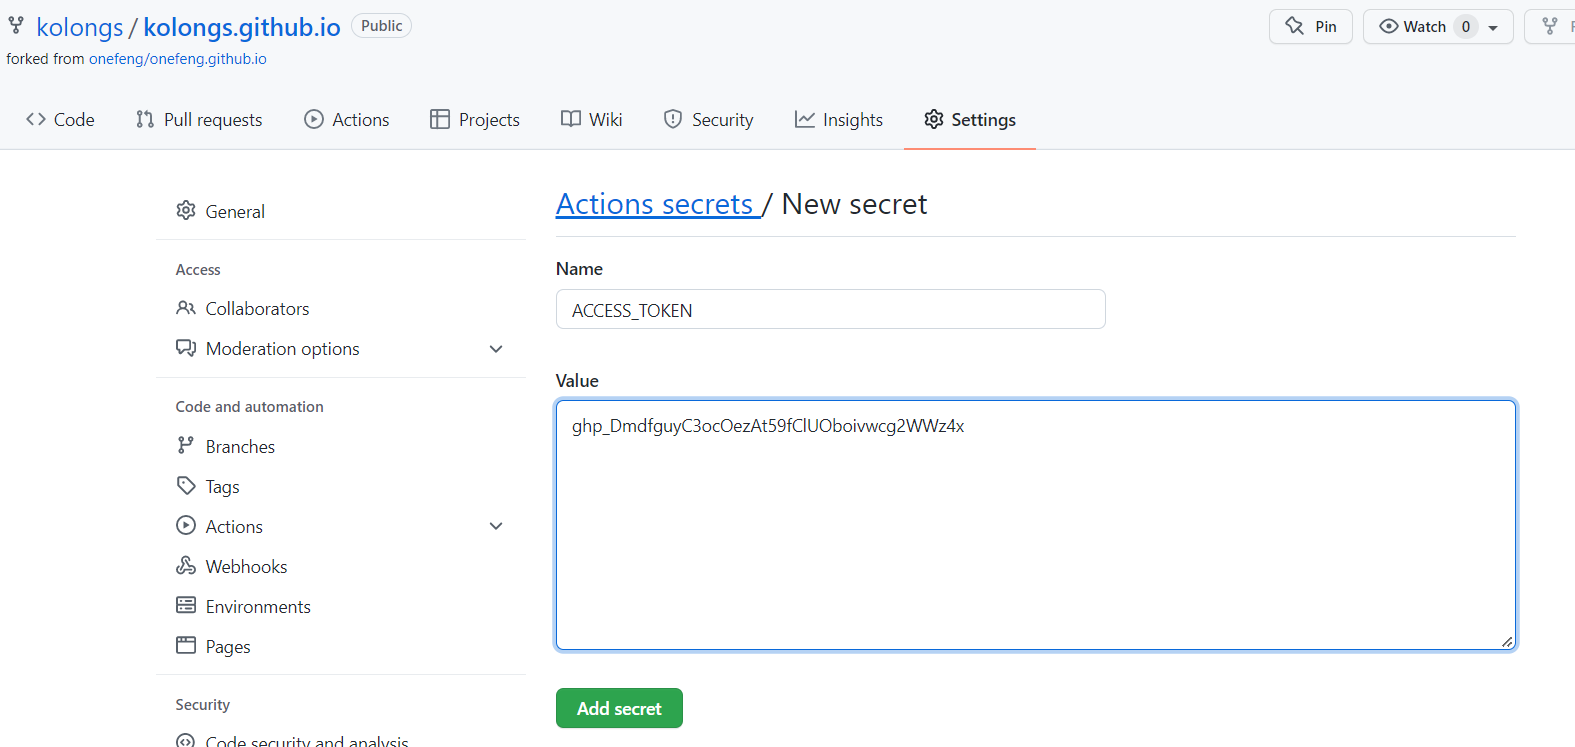 kolongs / kolongs.github.io Public
Pin
Watch 0
forked from onefeng/onefeng.github.io
Code
Pull requests
Actions
Projects
Wiki
Security
Insights
Settings
General
Access
Collaborators
Moderation options
Code and automation
Branches
Tags
Actions
Webhooks
Environments
Pages
Security
Code security and analysis
Actions secrets / New secret
Name
ACCESS_TOKEN
Value
Add secret